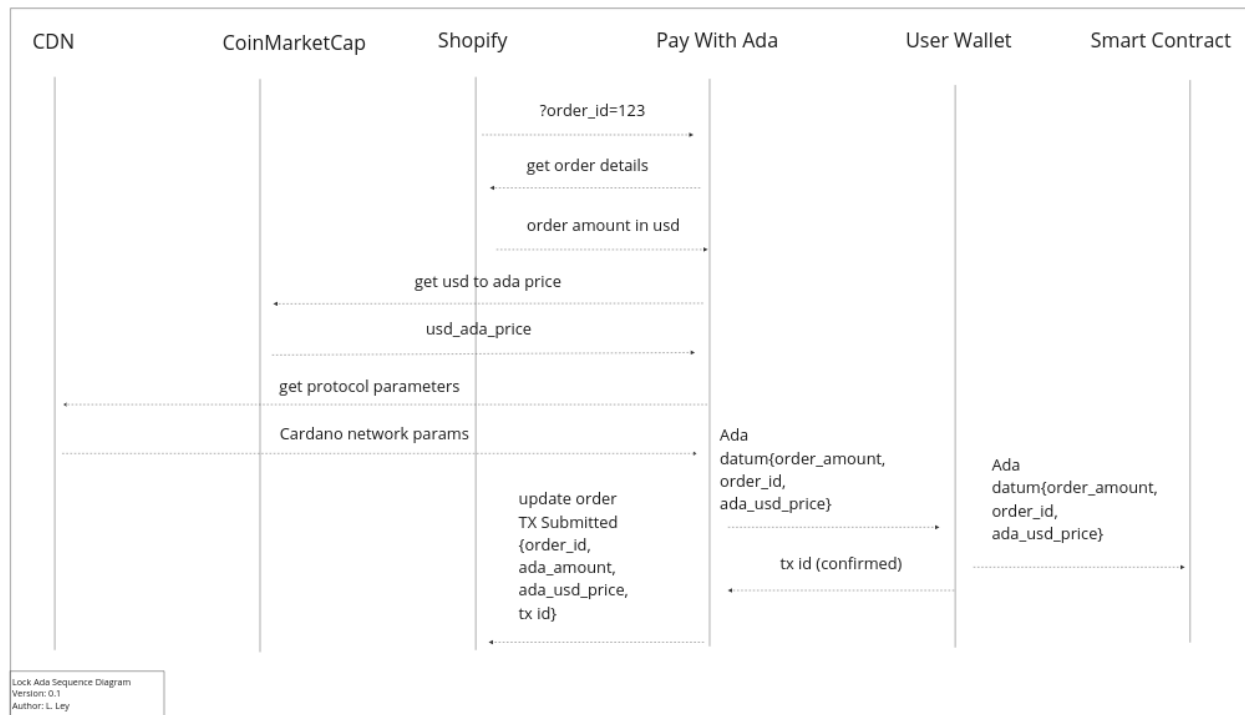 CDN
CoinMarketCap
Shopify
Pay With Ada
User Wallet
Smart Contract
?order_id=123
get order details
order amount in usd
get usd to ada price
usd_ada_price
get protocol parameters
Cardano network params
Ada
datum{order_amount,
order_id,
ada_usd_price}
Ada
datum{order_amount,
order_id,
ada_usd_price}
tx id (confirmed)
update order
TX Submitted
{order_id,
ada_amount,
ada_usd_price,
tx id}
Lock Ada Sequence Diagram
Version: 0.1
Author: L. Ley